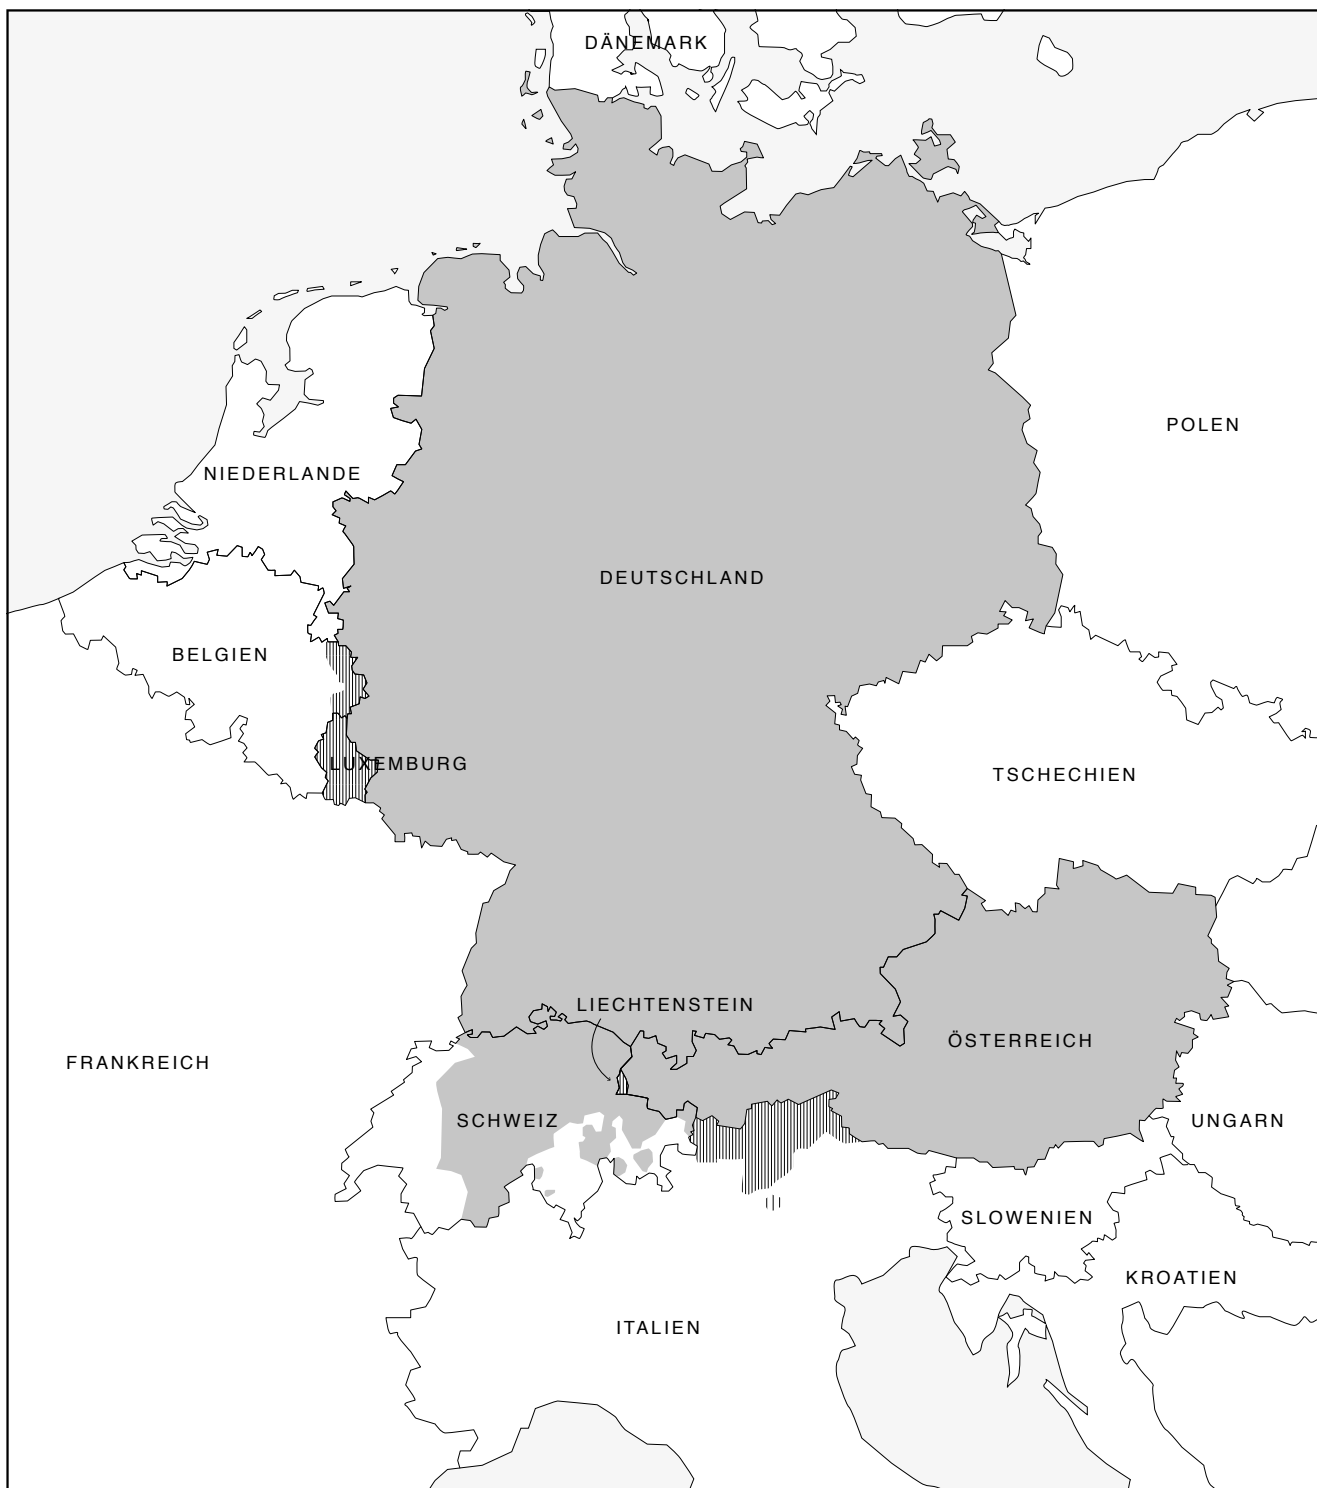 DÄNEMARK
POLEN
NIEDERLANDE
DEUTSCHLAND
BELGIEN
LUXEMBURG
TSCHECHIEN
LIECHTENSTEIN
ÖSTERREICH
FRANKREICH
SCHWEIZ
UNGARN
SLOWENIEN
KROATIEN
ITALIEN